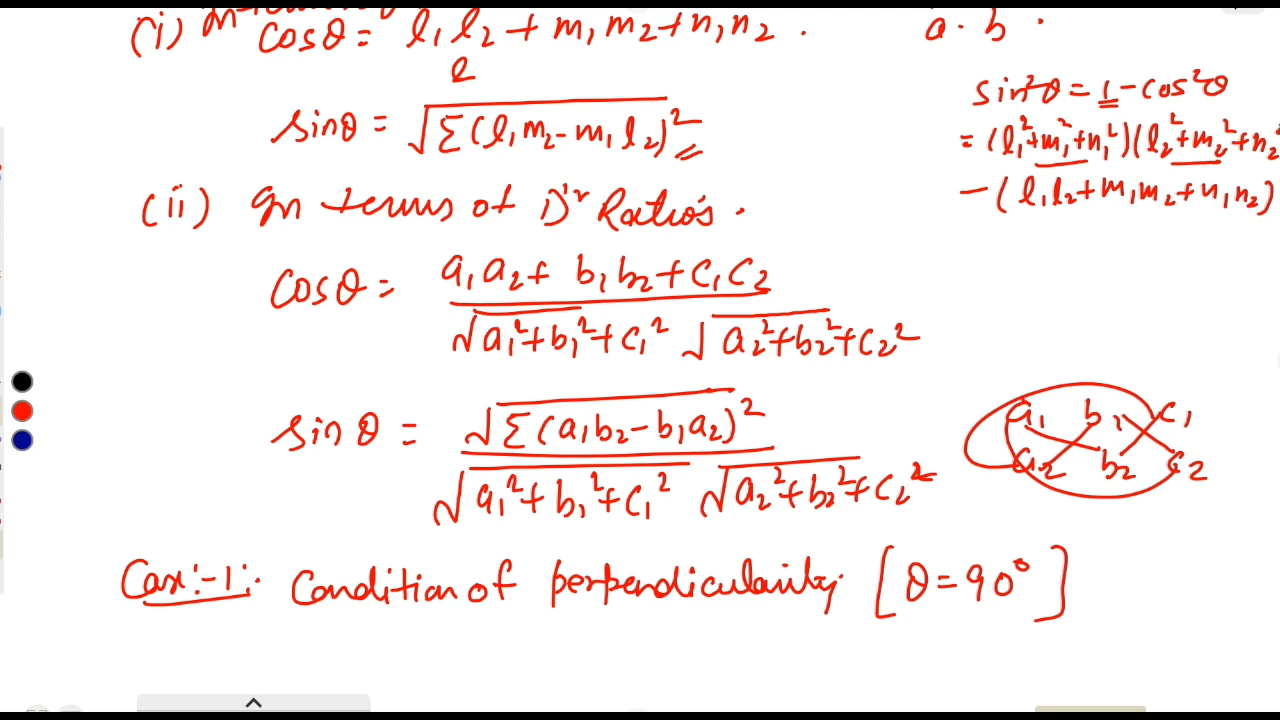 (i)
cosθ = l₁l₂ + m₁m₂ + n₁n₂ .
a . b .
l
sinθ = √Σ(l₁m₂ - m₁l₂)²
sin²θ = 1 - cos²θ
= (l₁² + m₁² + n₁²)(l₂² + m₂² + n₂²
- (l₁l₂ + m₁m₂ + n₁n₂)
(ii) In terms of D'r Ratio's .
cosθ = a₁a₂ + b₁b₂ + c₁c₂
√a₁² + b₁² + c₁² √a₂² + b₂² + c₂²
sinθ = √Σ(a₁b₂ - b₁a₂)²
√a₁² + b₁² + c₁² √a₂² + b₂² + c₂²
a₁ b₁ c₁
a₂ b₂ c₂
Case:-1: Condition of perpendicularity [θ = 90°]